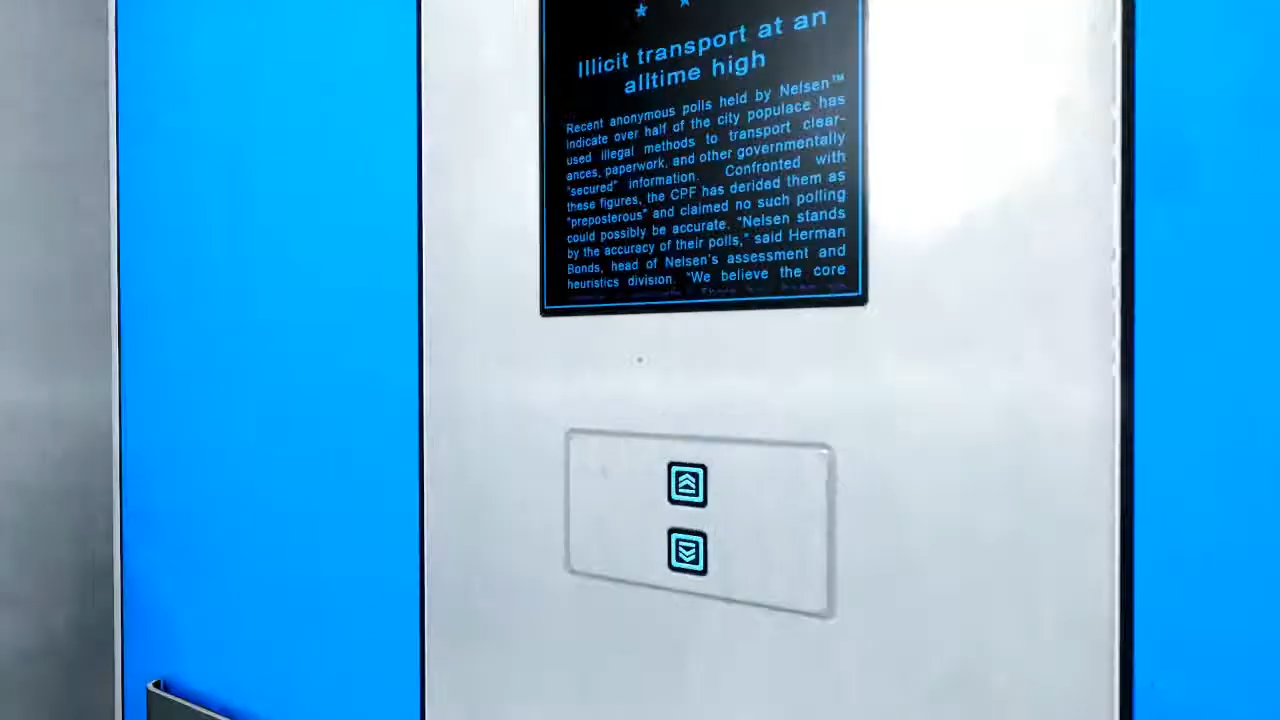 Illicit transport at an
alltime high
Recent anonymous polls held by Nelsen™
indicate over half of the city populace has
used illegal methods to transport clear-
ances, paperwork, and other governmentally
"secured" information. Confronted with
these figures, the CPF has derided them as
"preposterous" and claimed no such polling
could possibly be accurate. "Nelsen stands
by the accuracy of their polls," said Herman
Bonds, head of Nelsen's assessment and
heuristics division. "We believe the core